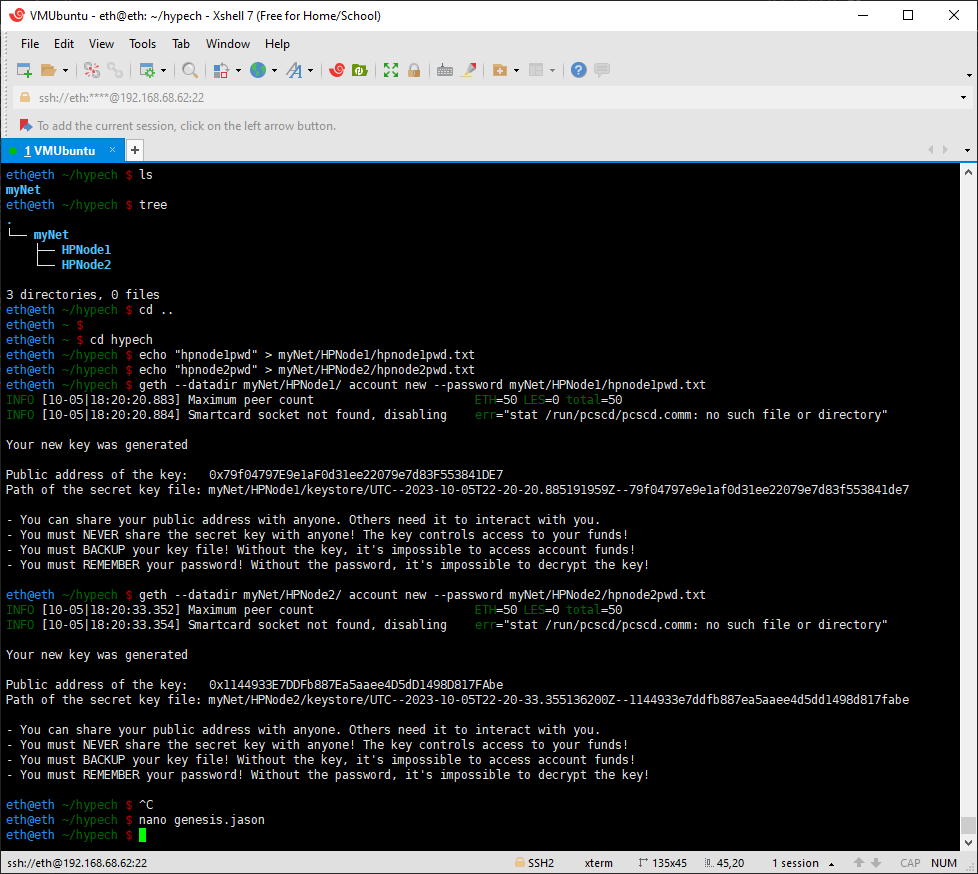 VMUbuntu - eth@eth: ~/hypech - Xshell 7 (Free for Home/School)
File Edit View Tools Tab Window Help
ssh://eth:****@192.168.68.62:22
To add the current session, click on the left arrow button.
1 VMUbuntu × +
eth@eth ~/hypech $ ls
myNet
eth@eth ~/hypech $ tree
.
└── myNet
    ├── HPNode1
    └── HPNode2
3 directories, 0 files
eth@eth ~/hypech $ cd ..
eth@eth ~ $
eth@eth ~ $ cd hypech
eth@eth ~/hypech $ echo "hpnode1pwd" > myNet/HPNode1/hpnode1pwd.txt
eth@eth ~/hypech $ echo "hpnode2pwd" > myNet/HPNode2/hpnode2pwd.txt
eth@eth ~/hypech $ geth --datadir myNet/HPNode1/ account new --password myNet/HPNode1/hpnode1pwd.txt
INFO [10-05|18:20:20.883] Maximum peer count                       ETH=50 LES=0 total=50
INFO [10-05|18:20:20.884] Smartcard socket not found, disabling    err="stat /run/pcscd/pcscd.comm: no such file or directory"
Your new key was generated
Public address of the key:   0x79f04797E9e1aF0d31ee22079e7d83F553841DE7
Path of the secret key file: myNet/HPNode1/keystore/UTC--2023-10-05T22-20-20.885191959Z--79f04797e9e1af0d31ee22079e7d83f553841de7
- You can share your public address with anyone. Others need it to interact with you.
- You must NEVER share the secret key with anyone! The key controls access to your funds!
- You must BACKUP your key file! Without the key, it's impossible to access account funds!
- You must REMEMBER your password! Without the password, it's impossible to decrypt the key!
eth@eth ~/hypech $ geth --datadir myNet/HPNode2/ account new --password myNet/HPNode2/hpnode2pwd.txt
INFO [10-05|18:20:33.352] Maximum peer count                       ETH=50 LES=0 total=50
INFO [10-05|18:20:33.354] Smartcard socket not found, disabling    err="stat /run/pcscd/pcscd.comm: no such file or directory"
Your new key was generated
Public address of the key:   0x1144933E7DDFb887Ea5aaee4D5dD1498D817FAbe
Path of the secret key file: myNet/HPNode2/keystore/UTC--2023-10-05T22-20-33.355136200Z--1144933e7ddfb887ea5aaee4d5dd1498d817fabe
- You can share your public address with anyone. Others need it to interact with you.
- You must NEVER share the secret key with anyone! The key controls access to your funds!
- You must BACKUP your key file! Without the key, it's impossible to access account funds!
- You must REMEMBER your password! Without the password, it's impossible to decrypt the key!
eth@eth ~/hypech $ ^C
eth@eth ~/hypech $ nano genesis.jason
eth@eth ~/hypech $
ssh://eth@192.168.68.62:22 SSH2 xterm 135x45 45,20 1 session CAP NUM